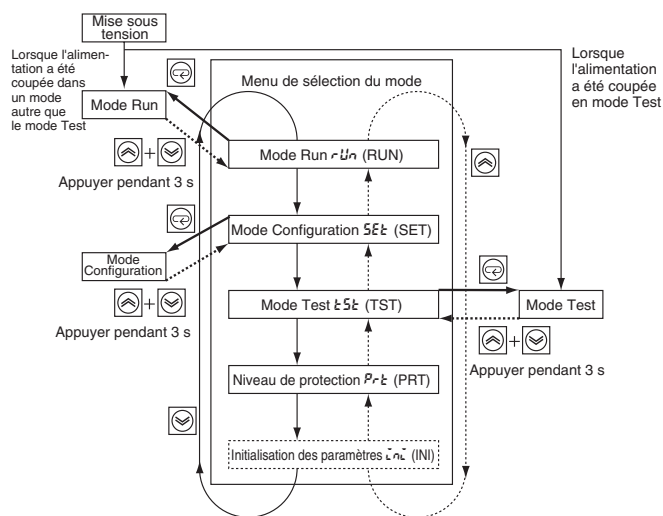 Mise sous
tension
Lorsque l'alimen-
tation a été
coupée dans
un mode
autre que
le mode Test
Mode Run
+
Appuyer pendant 3 s
Menu de sélection du mode
Mode Run rUn (RUN)
Lorsque
l'alimentation
a été coupée
en mode Test
Mode Configuration SEt (SET)
Mode
Configuration
+
Appuyer pendant 3 s
Mode Test tSt (TST)
Mode Test
+
Appuyer pendant 3 s
Niveau de protection Prt (PRT)
Initialisation des paramètres ini (INI)